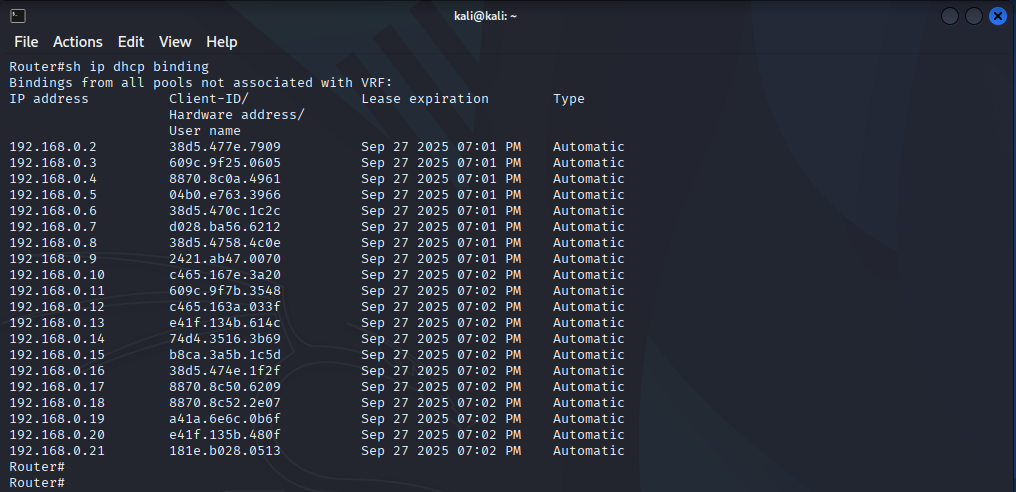 kali@kali: ~
File Actions Edit View Help
Router#sh ip dhcp binding
Bindings from all pools not associated with VRF:
IP address          Client-ID/              Lease expiration        Type
                    Hardware address/
                    User name
192.168.0.2         38d5.477e.7909          Sep 27 2025 07:01 PM    Automatic
192.168.0.3         609c.9f25.0605          Sep 27 2025 07:01 PM    Automatic
192.168.0.4         8870.8c0a.4961          Sep 27 2025 07:01 PM    Automatic
192.168.0.5         04b0.e763.3966          Sep 27 2025 07:01 PM    Automatic
192.168.0.6         38d5.470c.1c2c          Sep 27 2025 07:01 PM    Automatic
192.168.0.7         d028.ba56.6212          Sep 27 2025 07:01 PM    Automatic
192.168.0.8         38d5.4758.4c0e          Sep 27 2025 07:01 PM    Automatic
192.168.0.9         2421.ab47.0070          Sep 27 2025 07:01 PM    Automatic
192.168.0.10        c465.167e.3a20          Sep 27 2025 07:02 PM    Automatic
192.168.0.11        609c.9f7b.3548          Sep 27 2025 07:02 PM    Automatic
192.168.0.12        c465.163a.033f          Sep 27 2025 07:02 PM    Automatic
192.168.0.13        e41f.134b.614c          Sep 27 2025 07:02 PM    Automatic
192.168.0.14        74d4.3516.3b69          Sep 27 2025 07:02 PM    Automatic
192.168.0.15        b8ca.3a5b.1c5d          Sep 27 2025 07:02 PM    Automatic
192.168.0.16        38d5.474e.1f2f          Sep 27 2025 07:02 PM    Automatic
192.168.0.17        8870.8c50.6209          Sep 27 2025 07:02 PM    Automatic
192.168.0.18        8870.8c52.2e07          Sep 27 2025 07:02 PM    Automatic
192.168.0.19        a41a.6e6c.0b6f          Sep 27 2025 07:02 PM    Automatic
192.168.0.20        e41f.135b.480f          Sep 27 2025 07:02 PM    Automatic
192.168.0.21        181e.b028.0513          Sep 27 2025 07:02 PM    Automatic
Router#
Router#